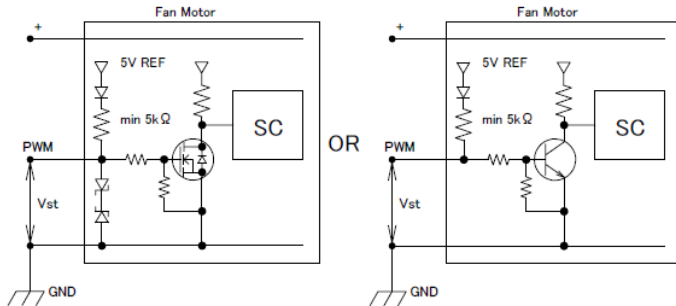 Fan Motor
+
5V REF
min 5kΩ
SC
PWM
Vst
GND
OR
Fan Motor
+
5V REF
min 5kΩ
SC
PWM
Vst
GND